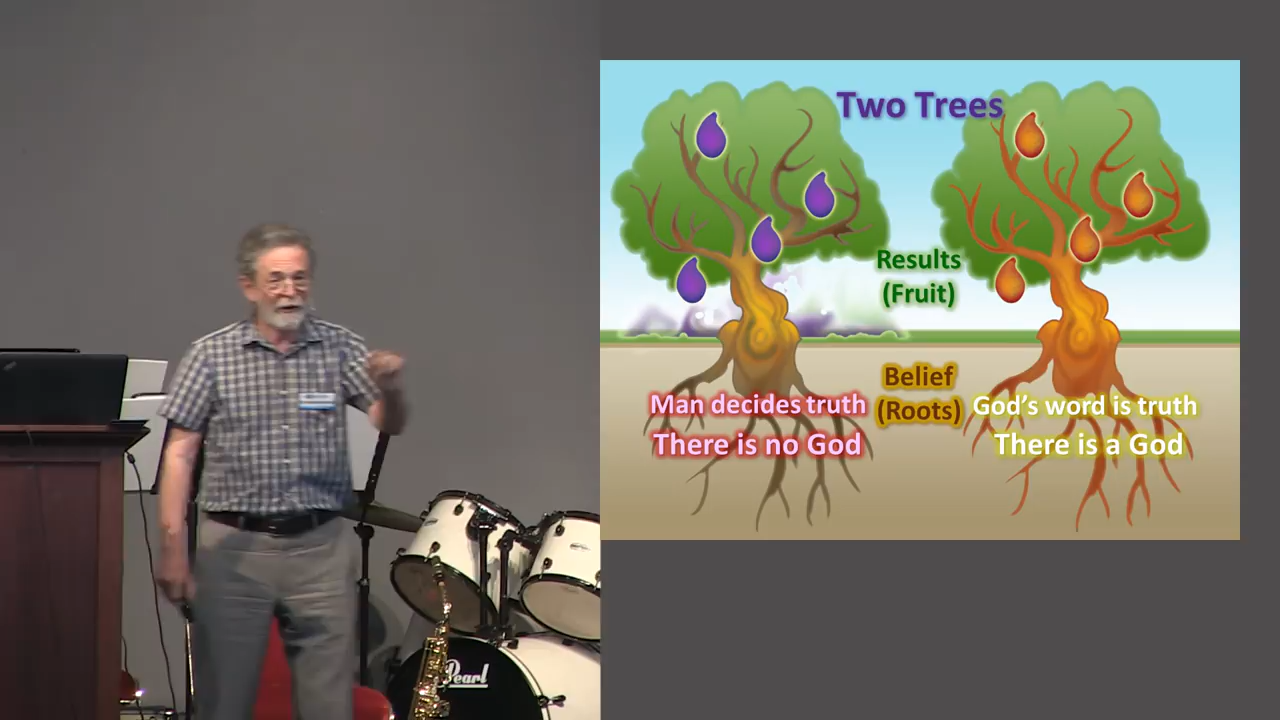 Two Trees
Results
(Fruit)
Belief
(Roots)
Man decides truth
There is no God
God's word is truth
There is a God
Pearl